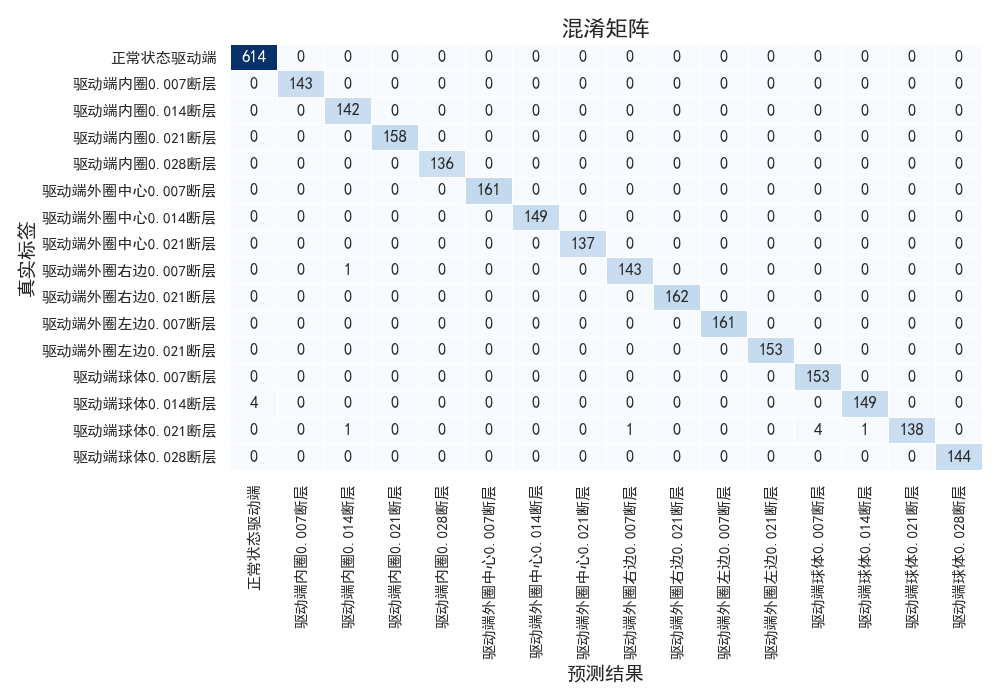 混淆矩阵
真实标签
正常状态驱动端 614 0 0 0 0 0 0 0 0 0 0 0 0 0 0 0
驱动端内圈0.007断层 0 143 0 0 0 0 0 0 0 0 0 0 0 0 0 0
驱动端内圈0.014断层 0 0 142 0 0 0 0 0 0 0 0 0 0 0 0 0
驱动端内圈0.021断层 0 0 0 158 0 0 0 0 0 0 0 0 0 0 0 0
驱动端内圈0.028断层 0 0 0 0 136 0 0 0 0 0 0 0 0 0 0 0
驱动端外圈中心0.007断层 0 0 0 0 0 161 0 0 0 0 0 0 0 0 0 0
驱动端外圈中心0.014断层 0 0 0 0 0 0 149 0 0 0 0 0 0 0 0 0
驱动端外圈中心0.021断层 0 0 0 0 0 0 0 137 0 0 0 0 0 0 0 0
驱动端外圈右边0.007断层 0 0 1 0 0 0 0 0 143 0 0 0 0 0 0 0
驱动端外圈右边0.021断层 0 0 0 0 0 0 0 0 0 162 0 0 0 0 0 0
驱动端外圈左边0.007断层 0 0 0 0 0 0 0 0 0 0 161 0 0 0 0 0
驱动端外圈左边0.021断层 0 0 0 0 0 0 0 0 0 0 0 153 0 0 0 0
驱动端球体0.007断层 0 0 0 0 0 0 0 0 0 0 0 0 153 0 0 0
驱动端球体0.014断层 4 0 0 0 0 0 0 0 0 0 0 0 0 149 0 0
驱动端球体0.021断层 0 0 1 0 0 0 0 0 1 0 0 0 4 1 138 0
驱动端球体0.028断层 0 0 0 0 0 0 0 0 0 0 0 0 0 0 0 144
正常状态驱动端
驱动端内圈0.007断层
驱动端内圈0.014断层
驱动端内圈0.021断层
驱动端内圈0.028断层
驱动端外圈中心0.007断层
驱动端外圈中心0.014断层
驱动端外圈中心0.021断层
驱动端外圈右边0.007断层
驱动端外圈右边0.021断层
驱动端外圈左边0.007断层
驱动端外圈左边0.021断层
驱动端球体0.007断层
驱动端球体0.014断层
驱动端球体0.021断层
驱动端球体0.028断层
预测结果